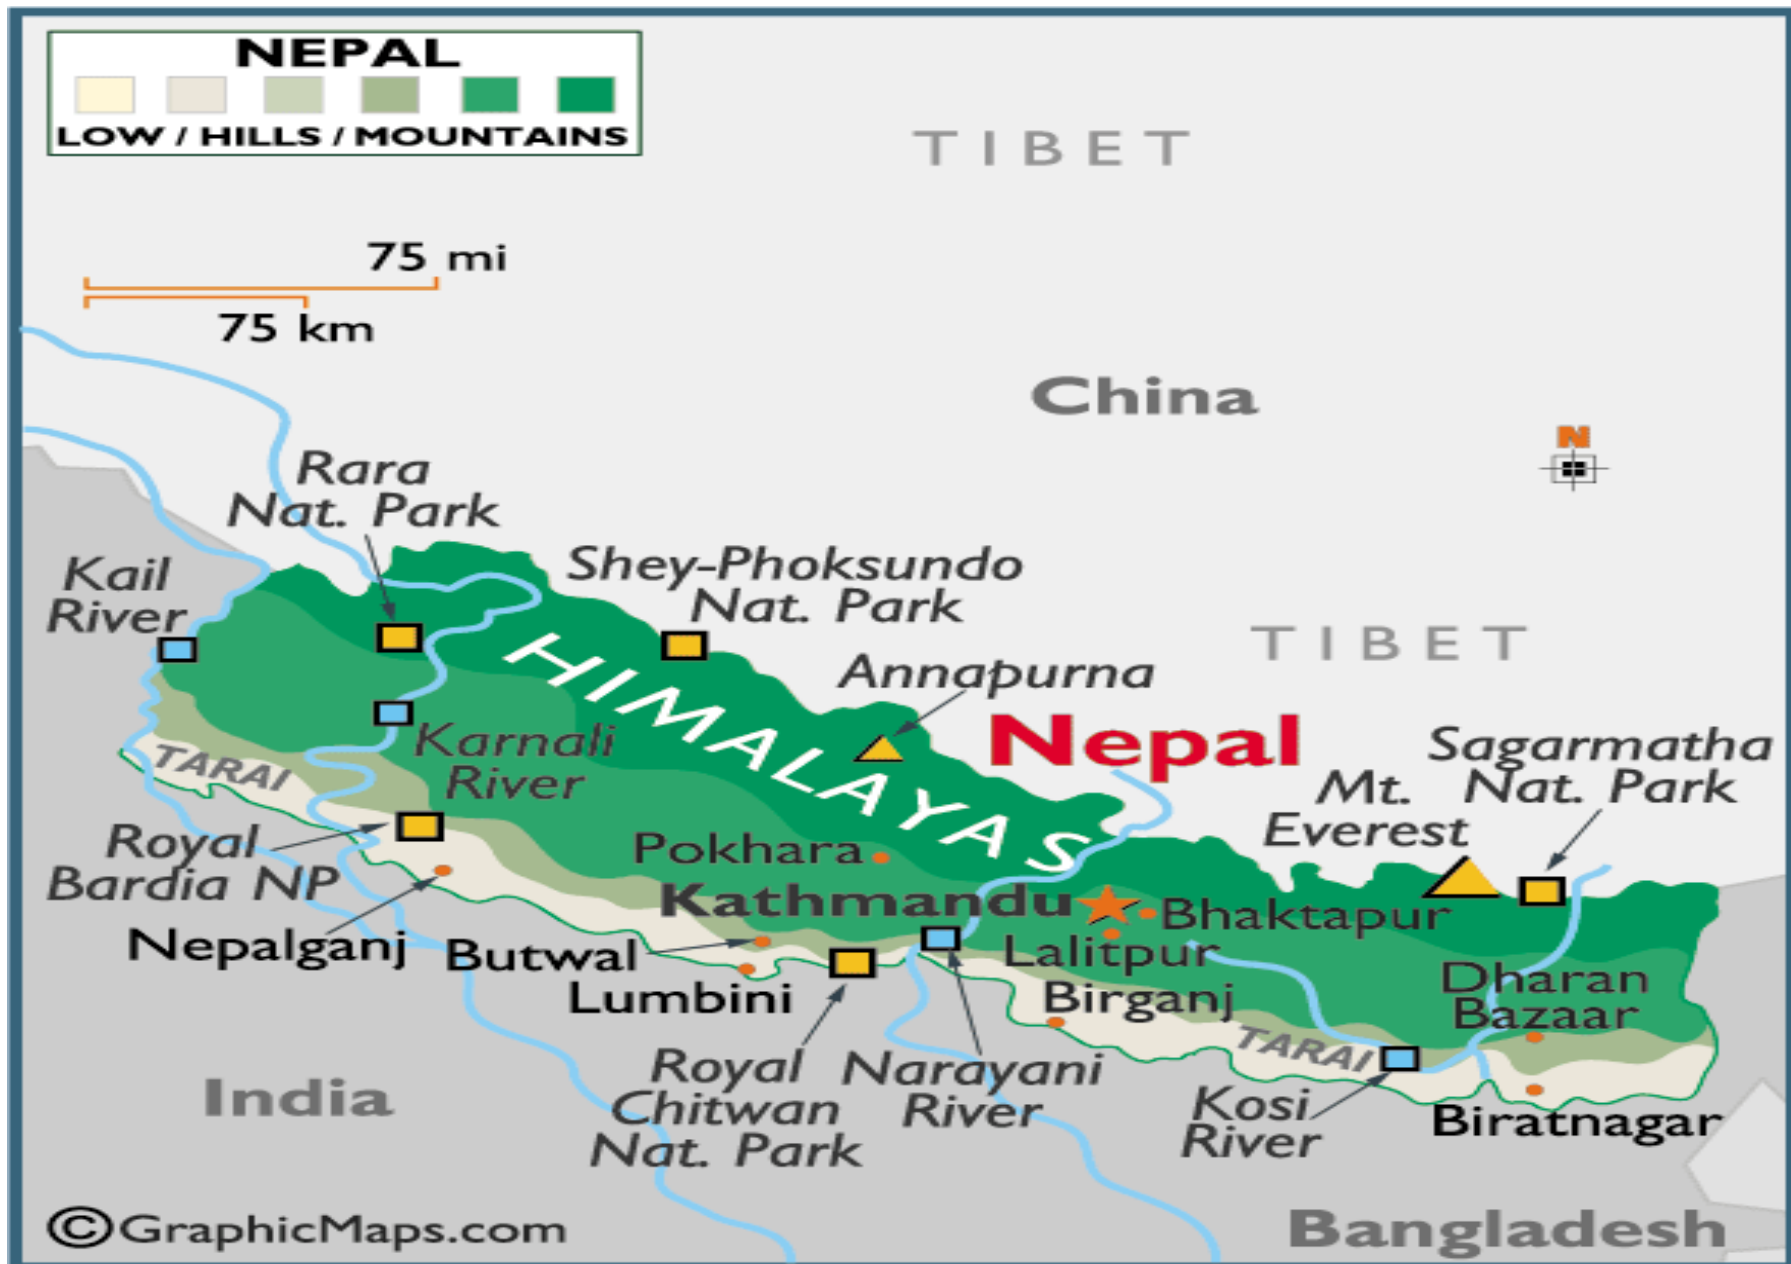 NEPAL
LOW / HILLS / MOUNTAINS
TIBET
75 mi
75 km
China
N
Rara
Nat. Park
Kail
River
Shey-Phoksundo
Nat. Park
TIBET
Annapurna
Nepal
HIMALAYAS
Karnali
River
TARAI
Sagarmatha
Nat. Park
Mt.
Everest
Royal
Bardia NP
Pokhara
Kathmandu
Bhaktapur
Nepalganj
Butwal
Lalitpur
Lumbini
Birganj
Dharan
Bazaar
TARAI
Royal
Chitwan
Nat. Park
Narayani
River
Kosi
River
Biratnagar
India
Bangladesh
©GraphicMaps.com